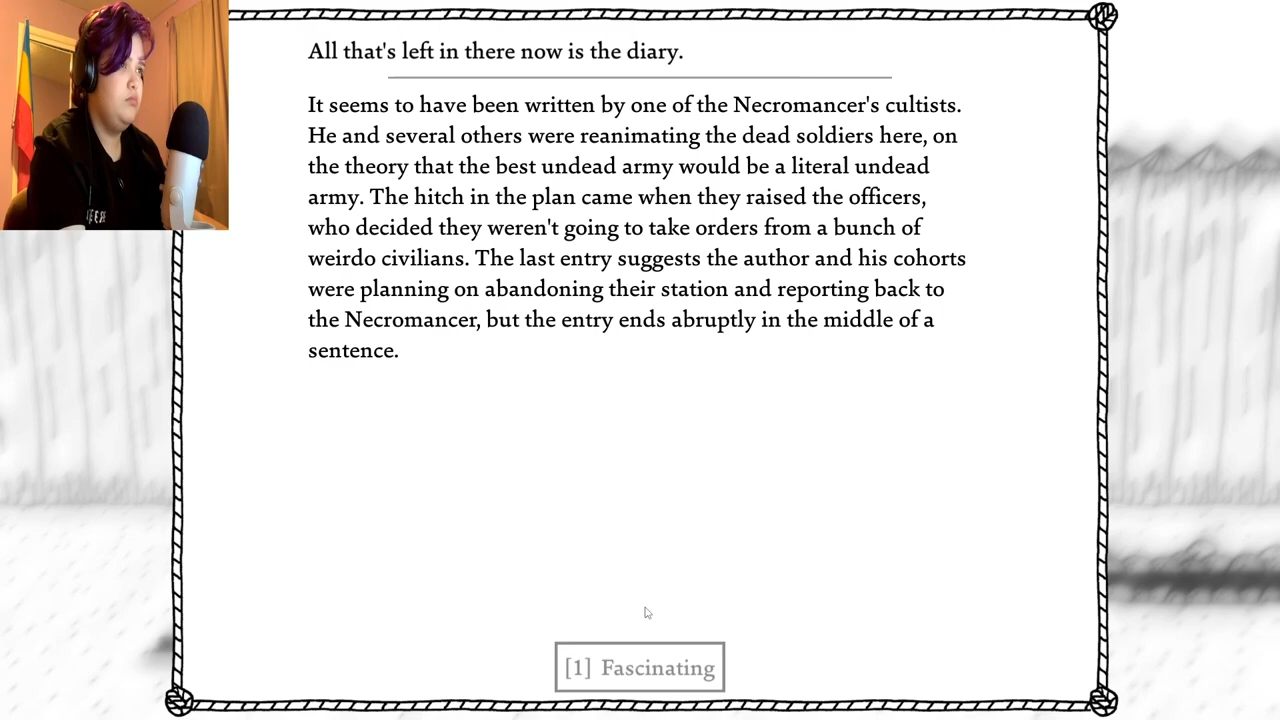 All that's left in there now is the diary.
It seems to have been written by one of the Necromancer's cultists.
He and several others were reanimating the dead soldiers here, on
the theory that the best undead army would be a literal undead
army. The hitch in the plan came when they raised the officers,
who decided they weren't going to take orders from a bunch of
weirdo civilians. The last entry suggests the author and his cohorts
were planning on abandoning their station and reporting back to
the Necromancer, but the entry ends abruptly in the middle of a
sentence.
[1] Fascinating